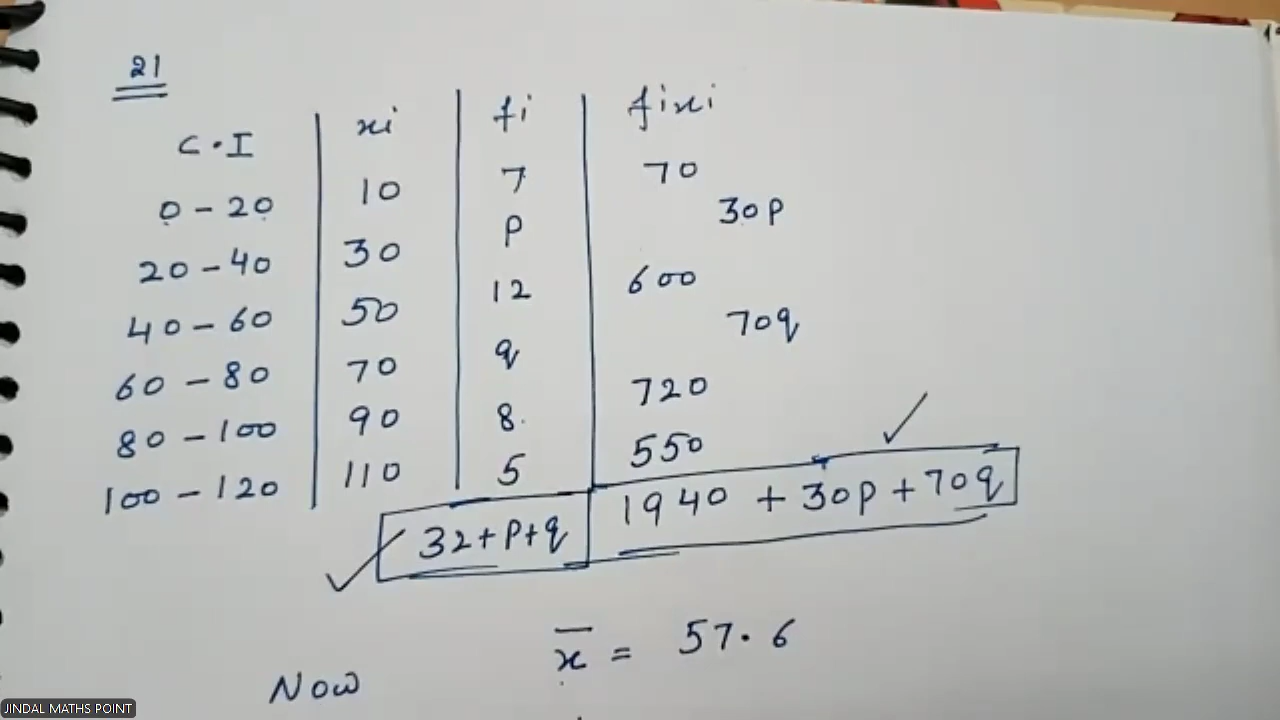 21
C.I xi fi fixi
0-20 10 7 70
20-40 30 P 30P
40-60 50 12 600
60-80 70 q 70q
80-100 90 8 720
100-120 110 5 550
32+P+q 1940 + 30P + 70q
Now x̄ = 57.6
JINDAL MATHS POINT